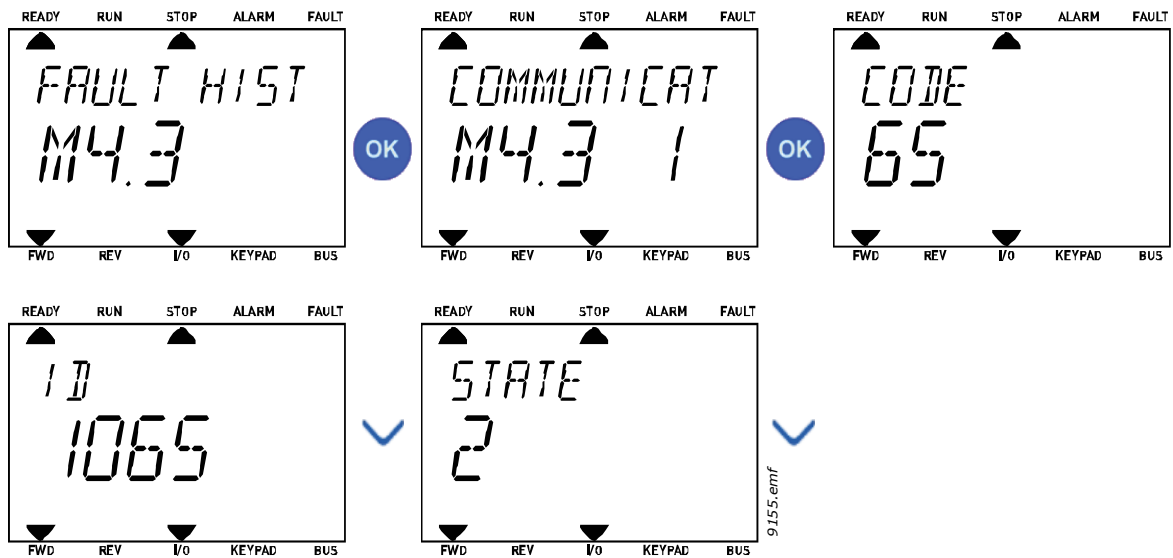 READY RUN STOP ALARM FAULT
FAULT HIST
M4.3
FWD REV I/O KEYPAD BUS
OK
READY RUN STOP ALARM FAULT
COMMUNICAT
M4.3 1
FWD REV I/O KEYPAD BUS
OK
READY RUN STOP ALARM FAULT
CODE
65
FWD REV I/O KEYPAD BUS
READY RUN STOP ALARM FAULT
ID
1065
FWD REV I/O KEYPAD BUS
READY RUN STOP ALARM FAULT
STATE
2
FWD REV I/O KEYPAD BUS
9155.emf